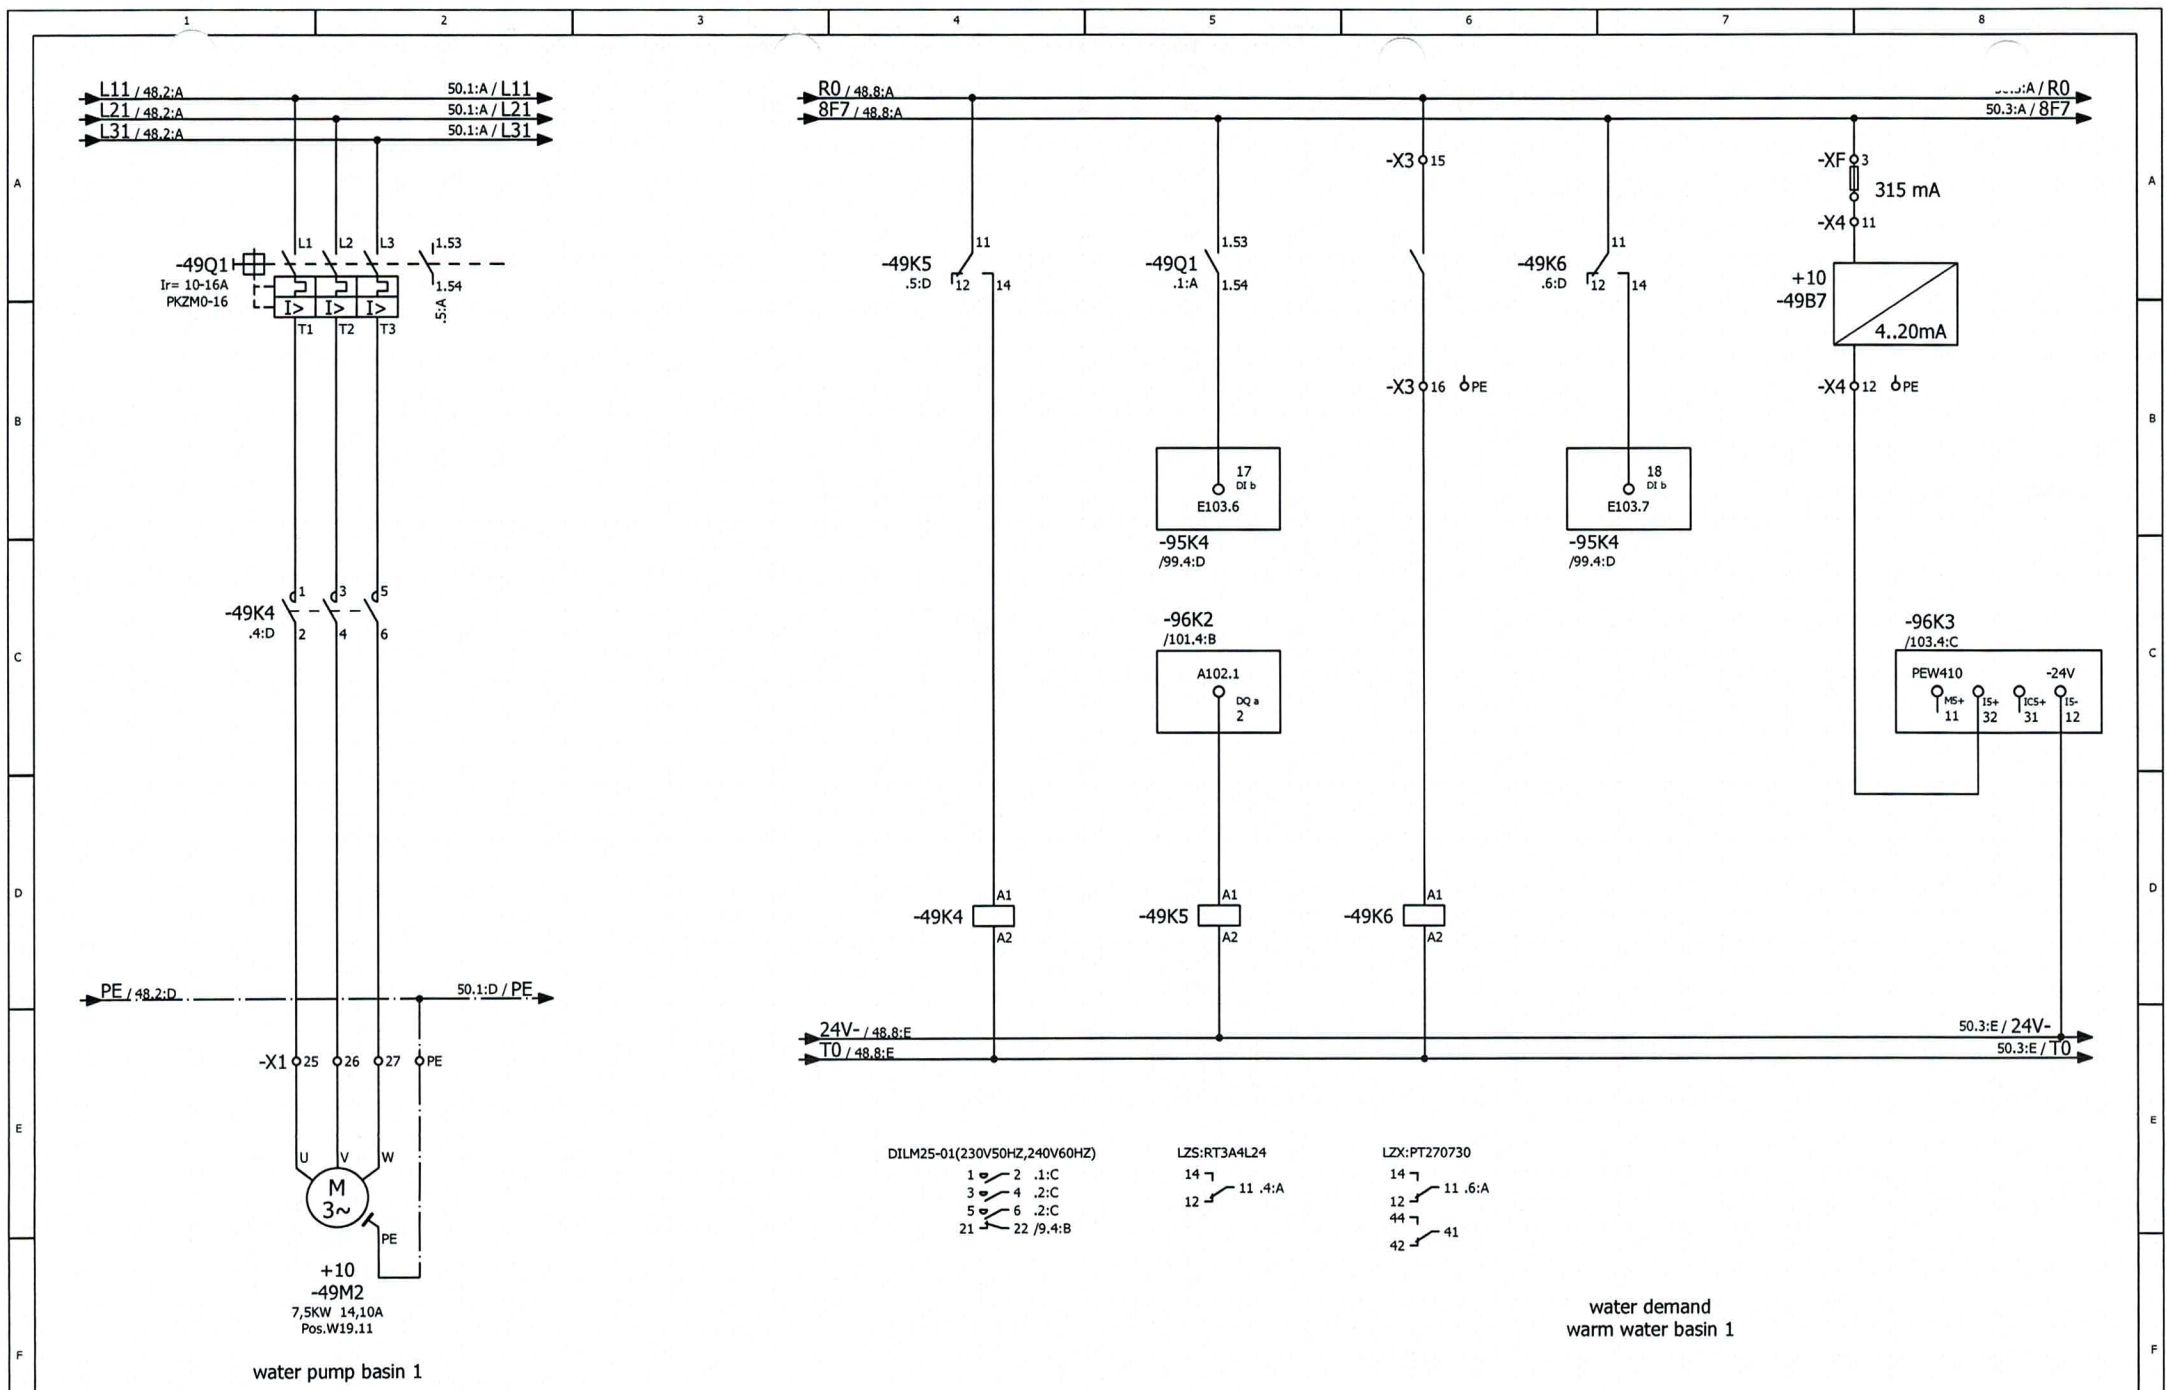 1 2 3 4 5 6 7 8
L11 / 48.2:A 50.1:A / L11
L21 / 48.2:A 50.1:A / L21
L31 / 48.2:A 50.1:A / L31
R0 / 48.8:A :A / R0
8F7 / 48.8:A 50.3:A / 8F7
A A
-X3 15
-XF 3
315 mA
-X4 11
L1 L2 L3 1.53
-49Q1
Ir= 10-16A
PKZM0-16
1.54
.5:A
I> I> I>
T1 T2 T3
11
-49K5
.5:D
12 14
1.53
-49Q1
.1:A
1.54
11
-49K6
.6:D
12 14
+10
-49B7
4..20mA
-X3 16 PE
-X4 12 PE
B B
17
DI b
E103.6
-95K4
/99.4:D
18
DI b
E103.7
-95K4
/99.4:D
1 3 5
-49K4
.4:D
2 4 6
-96K2
/101.4:B
A102.1
DQ a
2
-96K3
/103.4:C
PEW410 -24V
M5+ I5+ IC5+ I5-
11 32 31 12
C C
D D
A1 A1 A1
-49K4 -49K5 -49K6
A2 A2 A2
PE / 48.2:D 50.1:D / PE
24V- / 48.8:E 50.3:E / 24V-
T0 / 48.8:E 50.3:E / T0
-X1 25 26 27 PE
E E
U V W
M
3~
PE
+10
-49M2
7,5KW 14,10A
Pos.W19.11
DILM25-01(230V50HZ,240V60HZ)
1 2 .1:C
3 4 .2:C
5 6 .2:C
21 22 /9.4:B
LZS:RT3A4L24
14
11 .4:A
12
LZX:PT270730
14
11 .6:A
12
44
41
42
water demand
warm water basin 1
F F
water pump basin 1